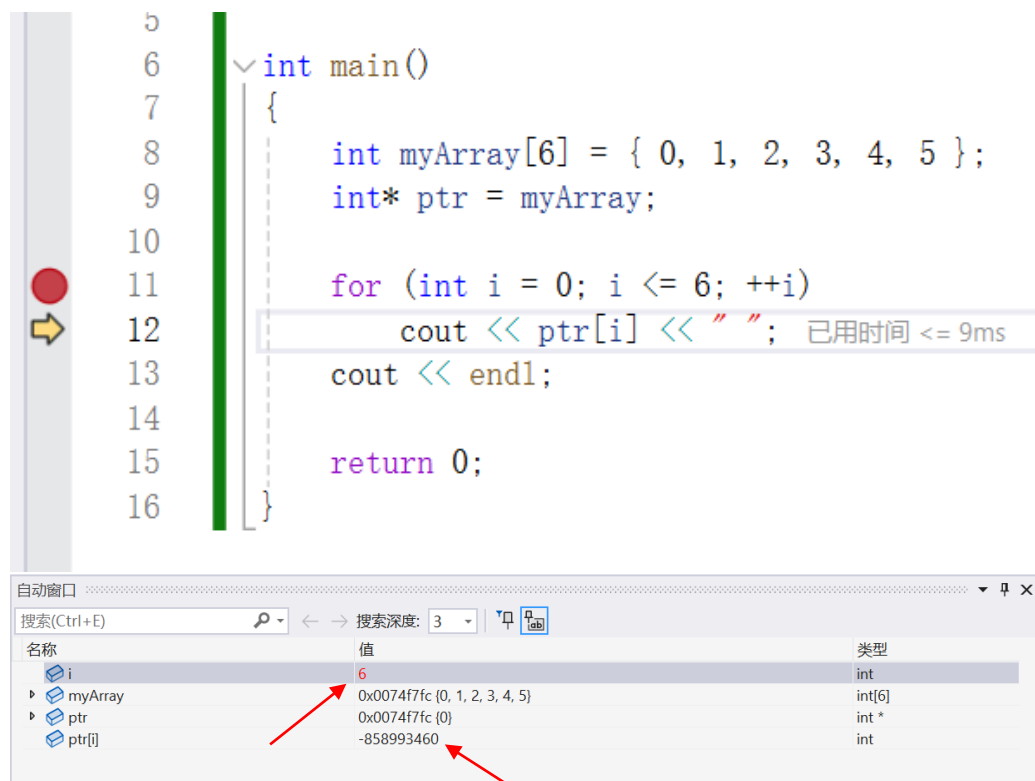 5
6 int main()
7 {
8 int myArray[6] = { 0, 1, 2, 3, 4, 5 };
9 int* ptr = myArray;
10
11 for (int i = 0; i <= 6; ++i)
12 cout << ptr[i] << " "; 已用时间 <= 9ms
13 cout << endl;
14
15 return 0;
16 }
自动窗口
搜索(Ctrl+E) 搜索深度: 3
名称 值 类型
i 6 int
myArray 0x0074f7fc {0, 1, 2, 3, 4, 5} int[6]
ptr 0x0074f7fc {0} int *
ptr[i] -858993460 int